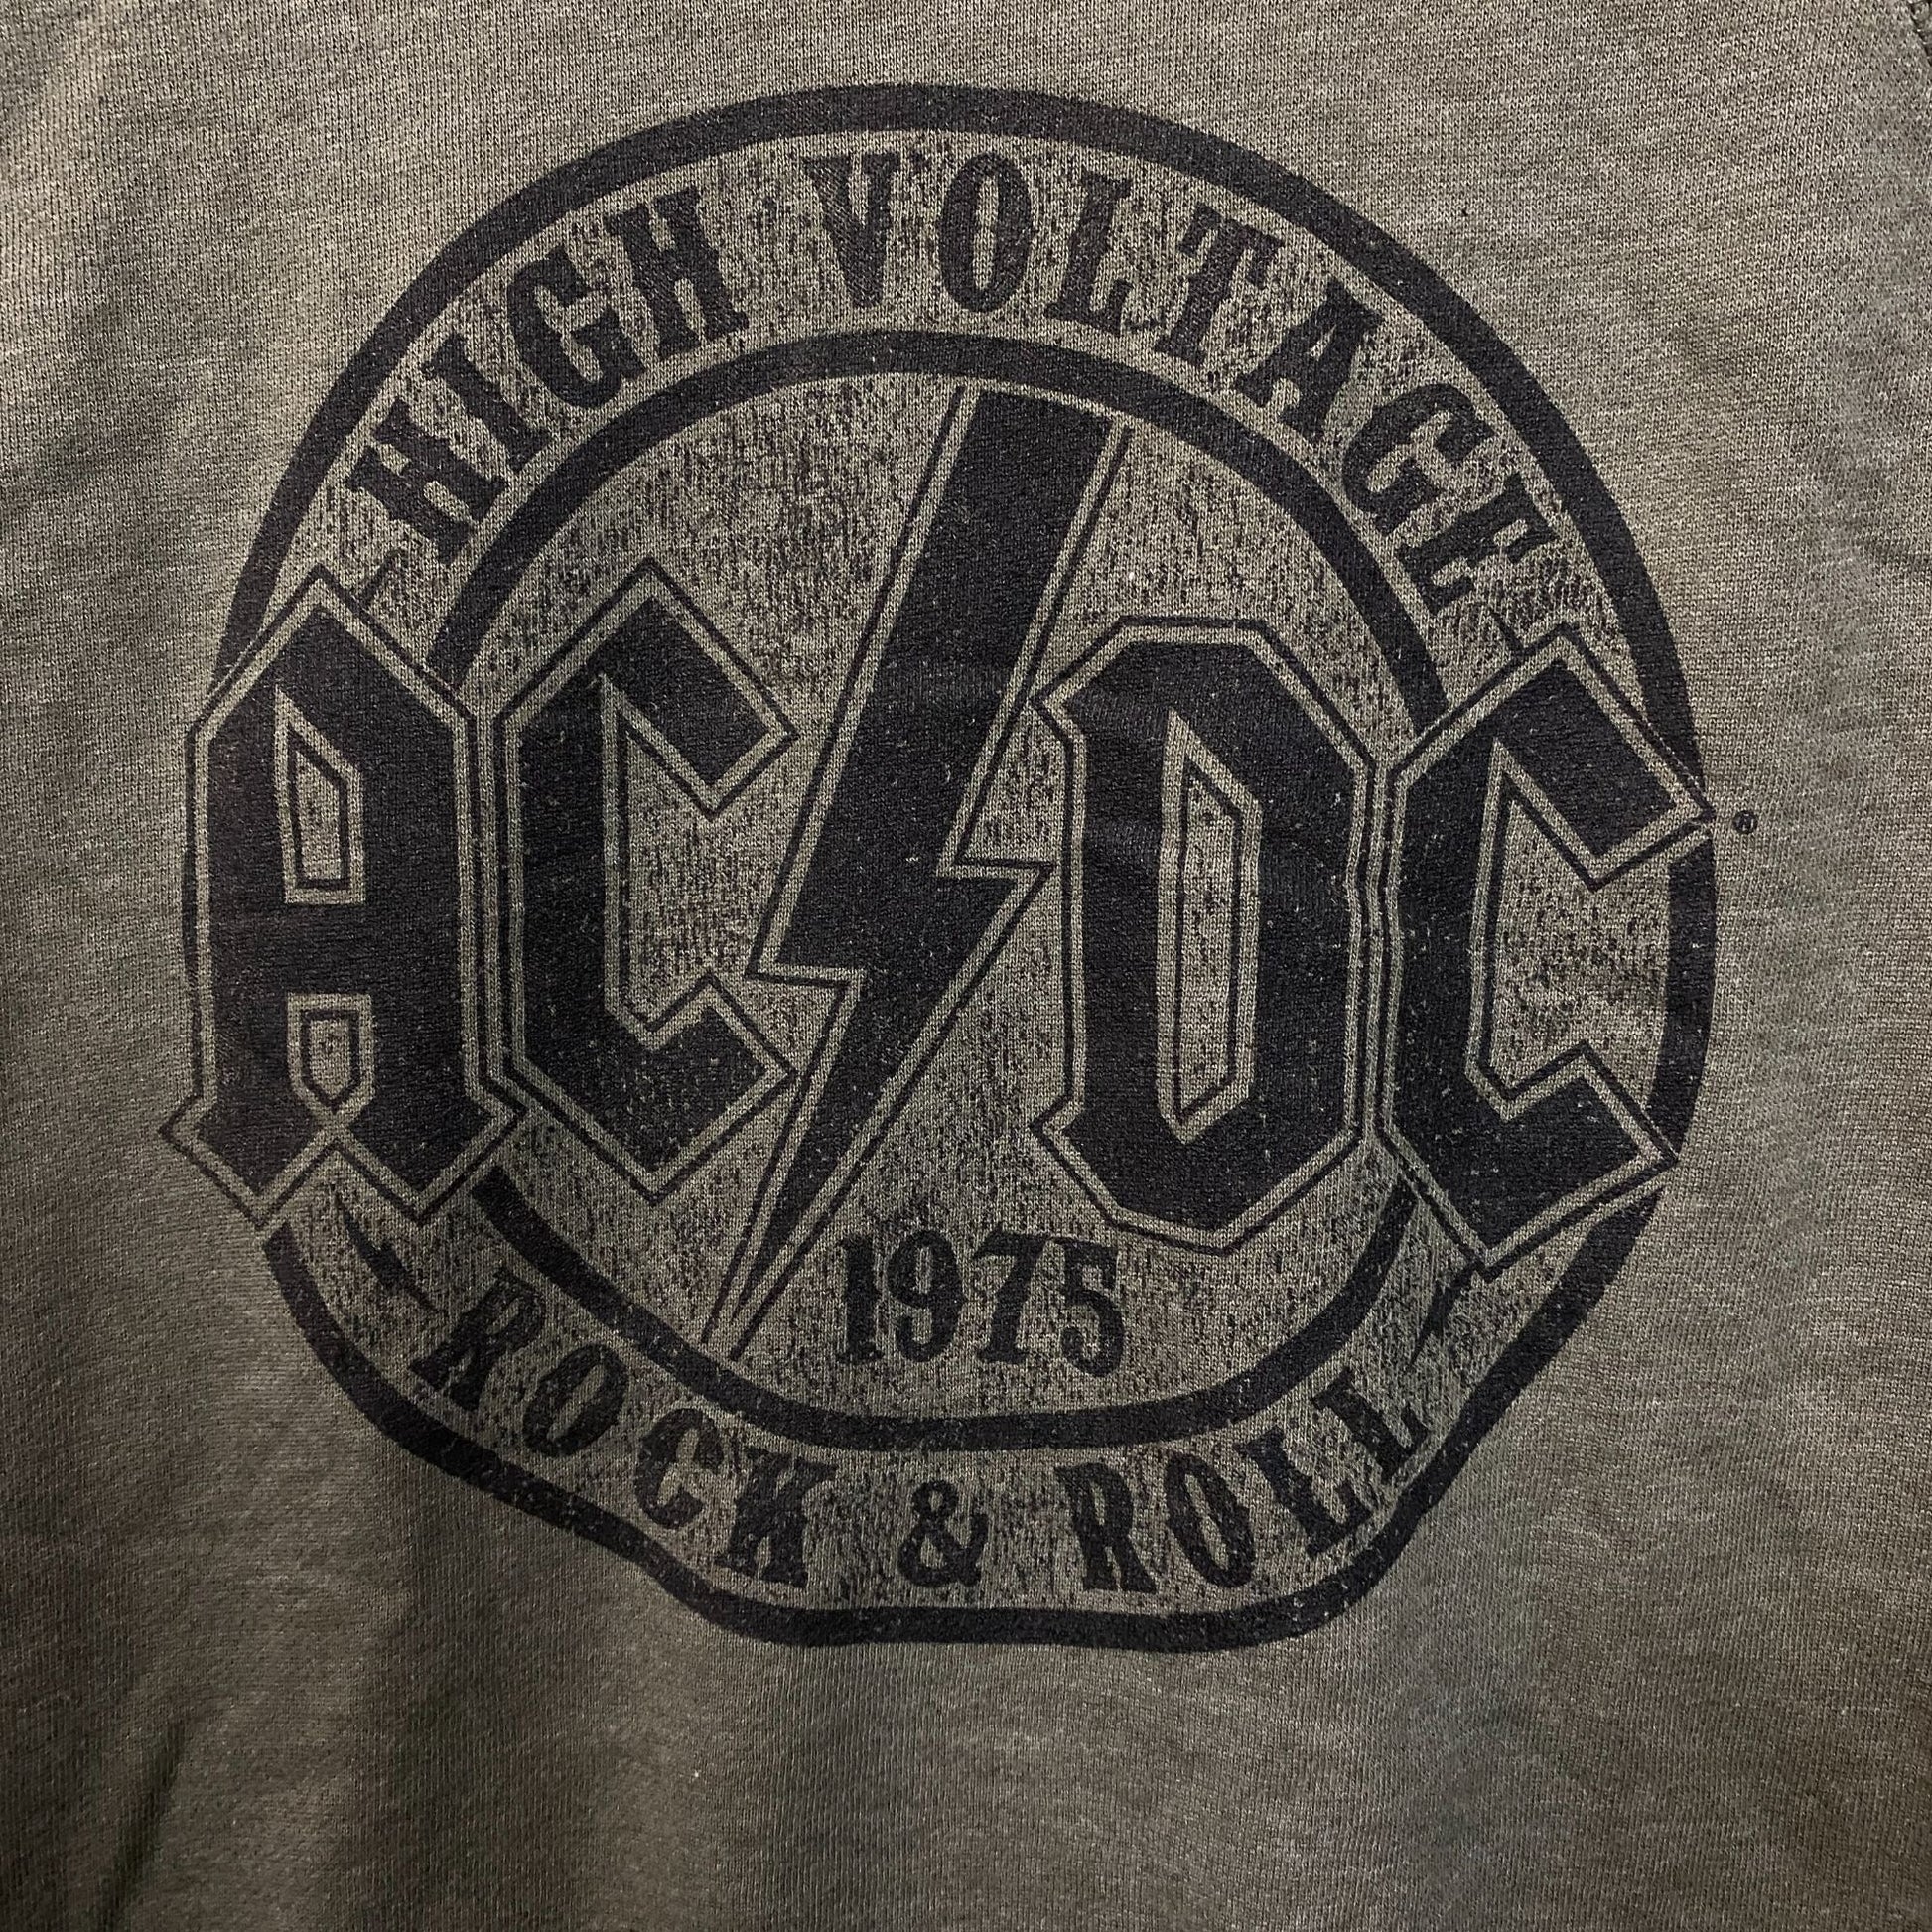 HIGH VOLTAGE
AC⚡DC®
1975
ROCK & ROLL